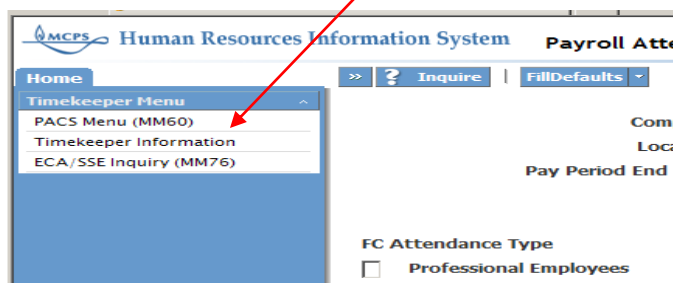 MCPS Human Resources Information System Payroll Atte
Home
>> ? Inquire | FillDefaults
Timekeeper Menu
PACS Menu (MM60)
Com
Timekeeper Information
Loca
ECA/SSE Inquiry (MM76)
Pay Period End
FC Attendance Type
Professional Employees